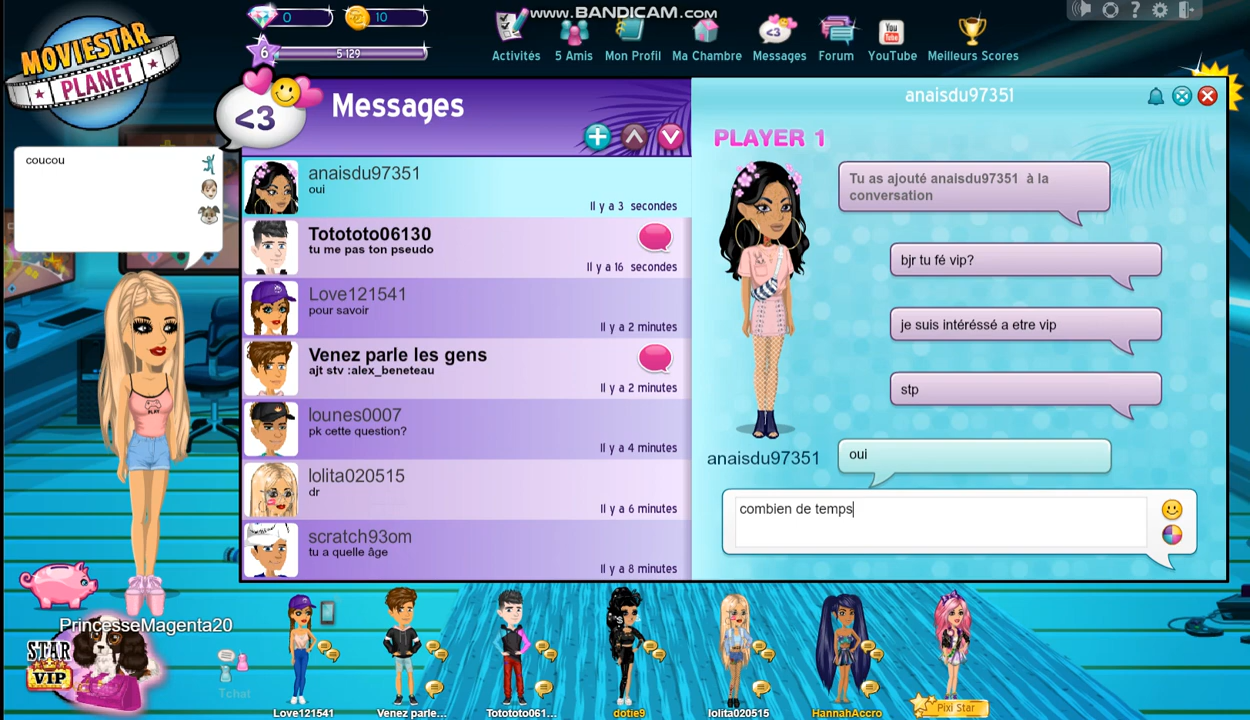 www.BANDICAM.com
MOVIESTAR
PLANET
0
10
6
5 129
Activités
5 Amis
Mon Profil
Ma Chambre
<3
Messages
Forum
You
Tube
YouTube
Meilleurs Scores
coucou
<3
Messages
anaisdu97351
oui
Il y a 3 secondes
Totototo06130
tu me pas ton pseudo
Il y a 16 secondes
Love121541
pour savoir
Il y a 2 minutes
Venez parle les gens
ajt stv :alex_beneteau
Il y a 2 minutes
lounes0007
pk cette question?
Il y a 4 minutes
lolita020515
dr
Il y a 6 minutes
scratch93om
tu a quelle âge
Il y a 8 minutes
anaisdu97351
PLAYER 1
Tu as ajouté anaisdu97351 à la
conversation
bjr tu fé vip?
je suis intéréssé a etre vip
stp
oui
anaisdu97351
combien de temps
PrincesseMagenta20
STAR
VIP
Tchat
Love121541
Venez parle...
Totototo061...
dotie9
lolita020515
HannahAccro
Pixi Star